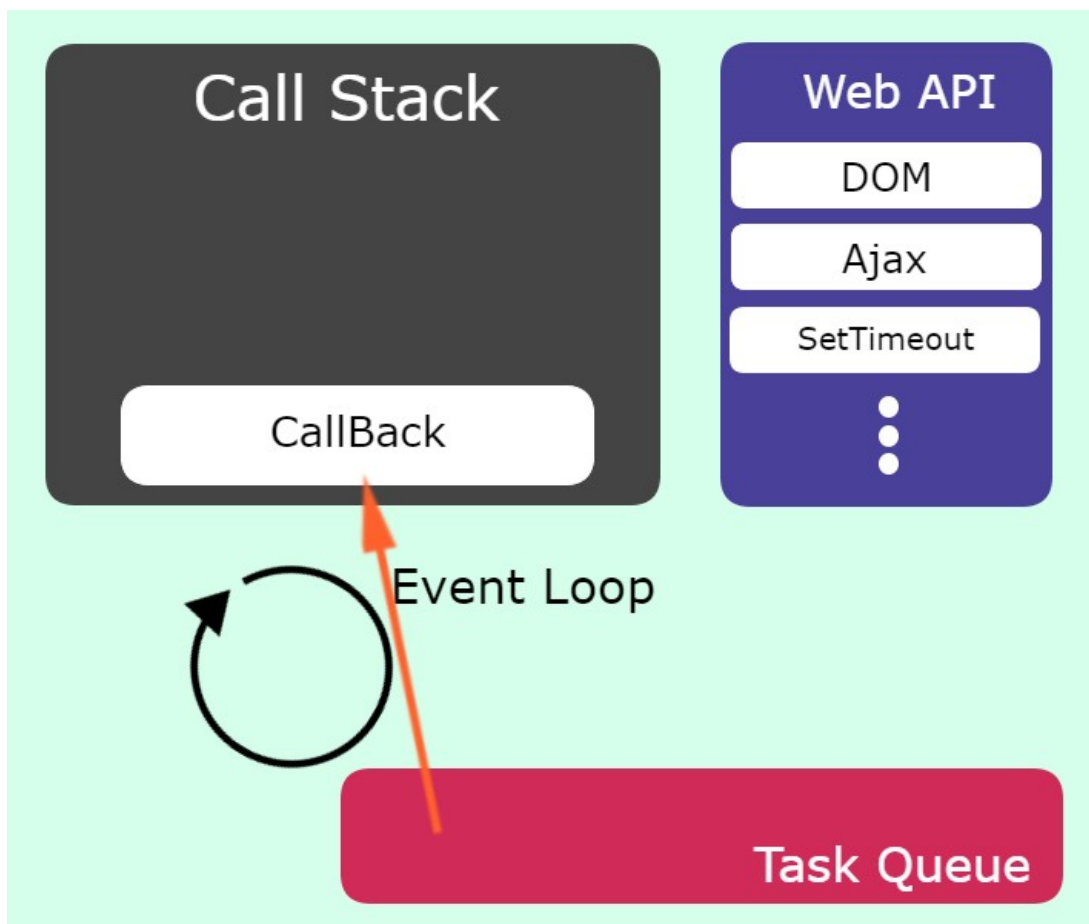 Call Stack
CallBack
Web API
DOM
Ajax
SetTimeout
Event Loop
Task Queue